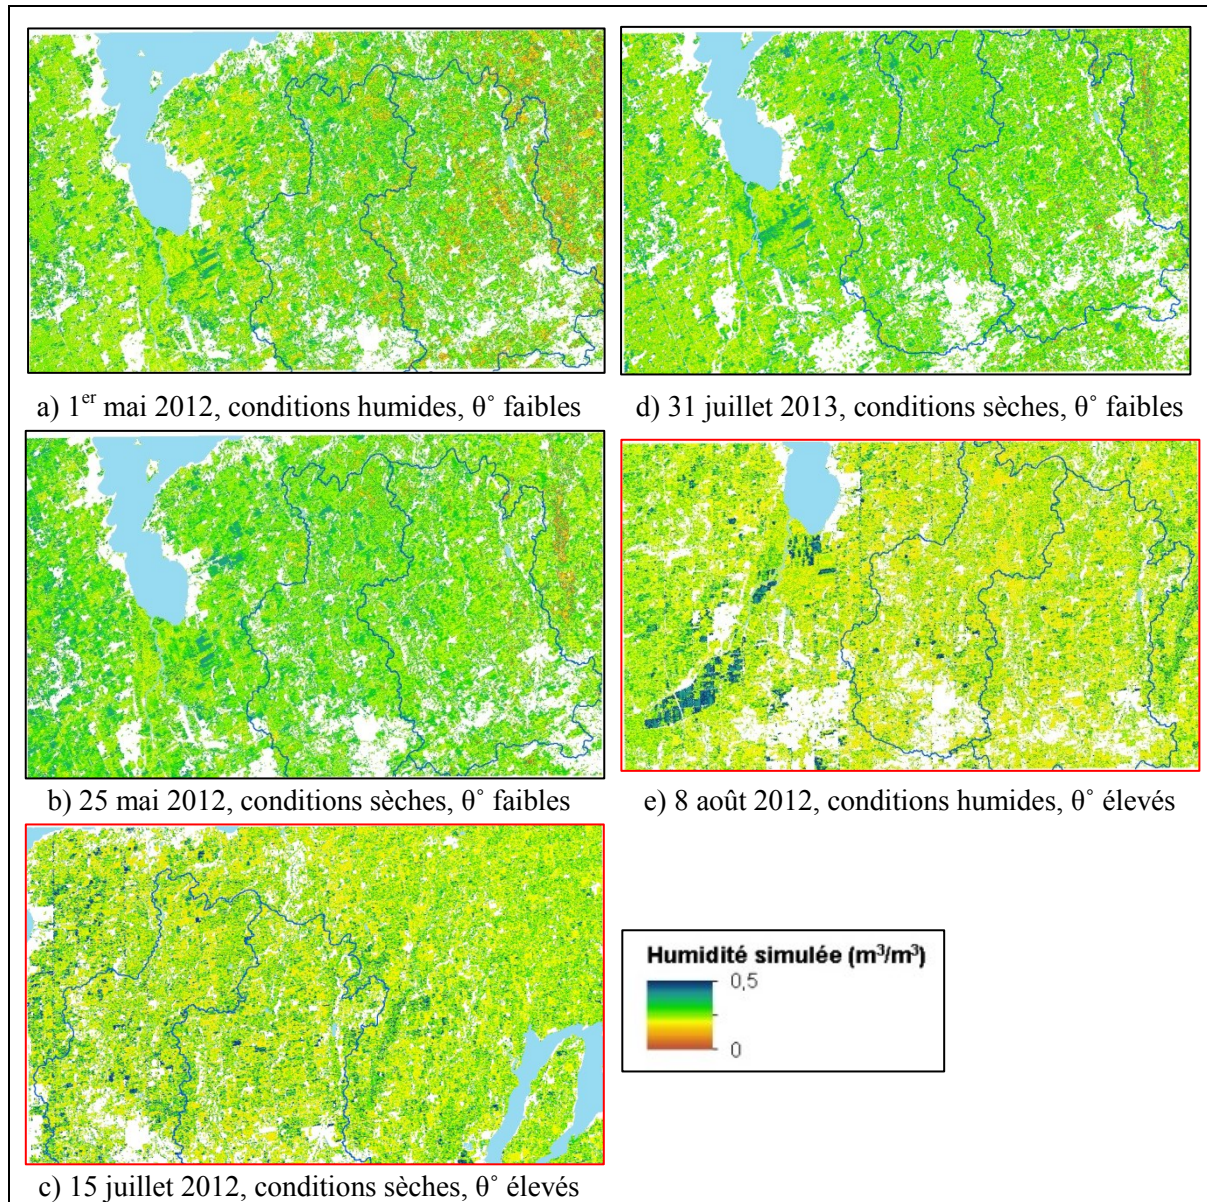 a) 1er mai 2012, conditions humides, θ˚ faibles
d) 31 juillet 2013, conditions sèches, θ˚ faibles
b) 25 mai 2012, conditions sèches, θ˚ faibles
e) 8 août 2012, conditions humides, θ˚ élevés
c) 15 juillet 2012, conditions sèches, θ˚ élevés
Humidité simulée (m³/m³)
0,5
0